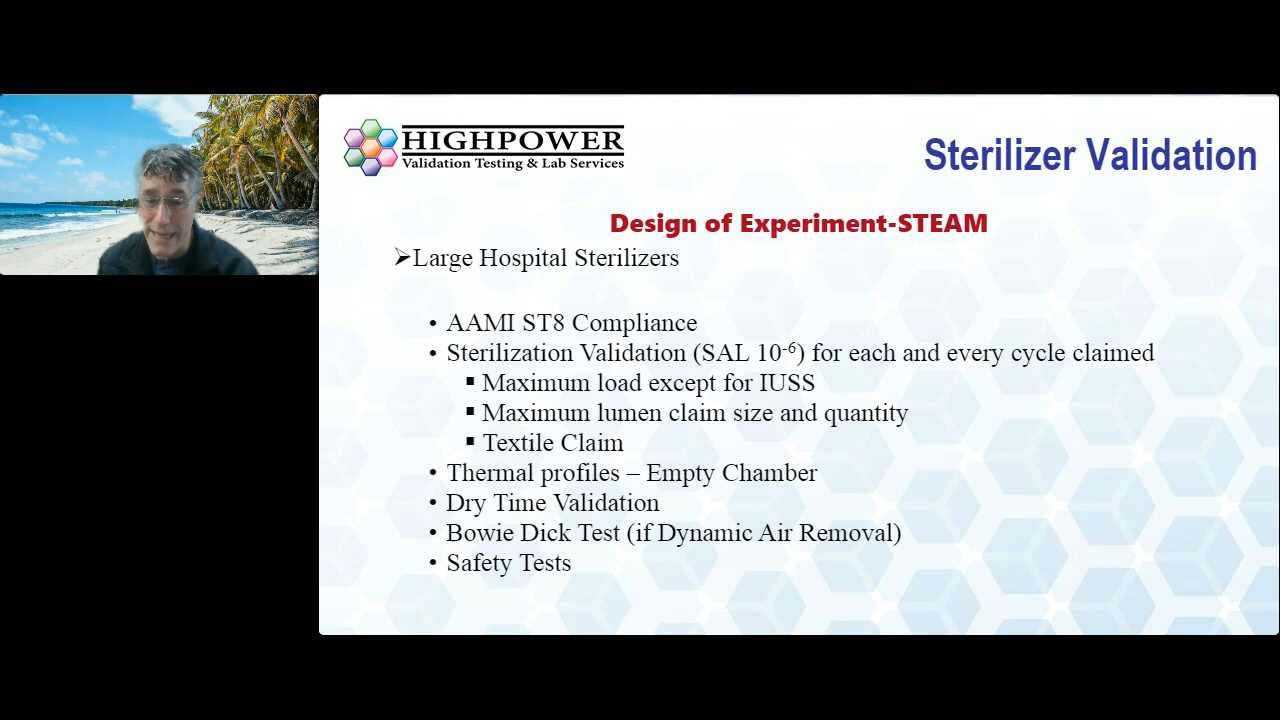 HIGHPOWER
Validation Testing & Lab Services
Sterilizer Validation
Design of Experiment-STEAM
➢Large Hospital Sterilizers
• AAMI ST8 Compliance
• Sterilization Validation (SAL 10⁻⁶) for each and every cycle claimed
▪ Maximum load except for IUSS
▪ Maximum lumen claim size and quantity
▪ Textile Claim
• Thermal profiles – Empty Chamber
• Dry Time Validation
• Bowie Dick Test (if Dynamic Air Removal)
• Safety Tests